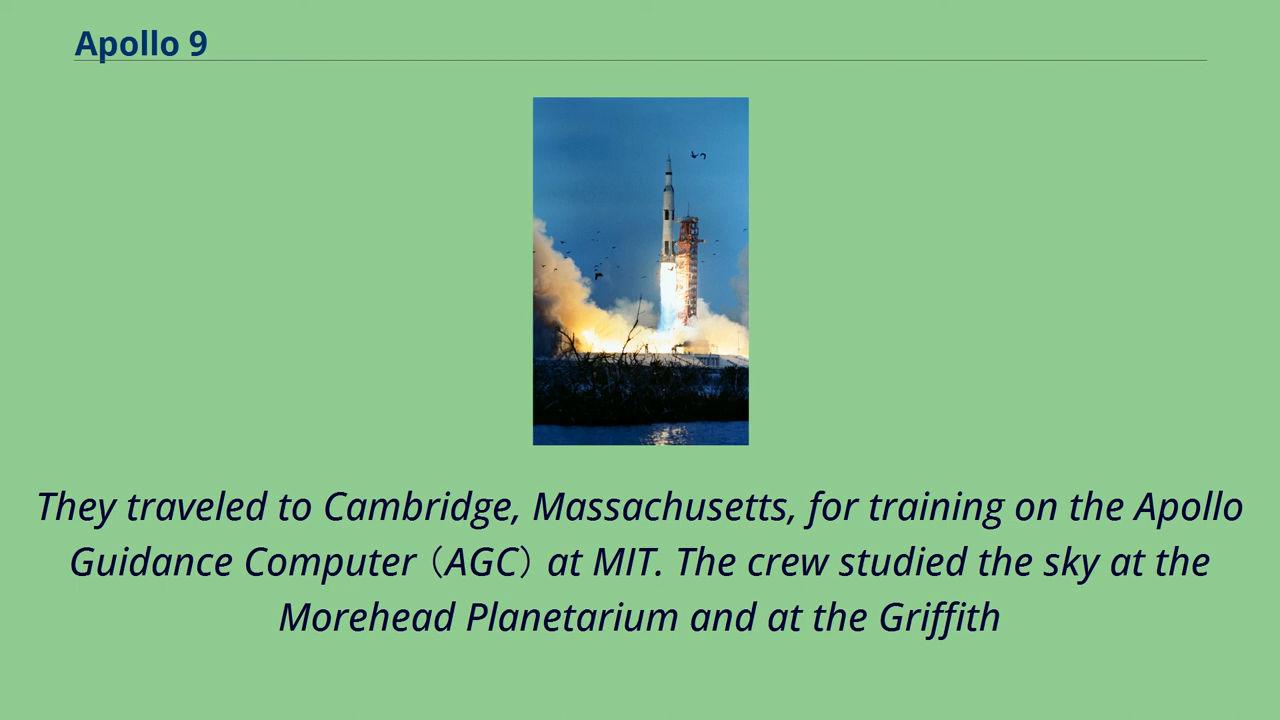 Apollo 9
They traveled to Cambridge, Massachusetts, for training on the Apollo
Guidance Computer（AGC）at MIT. The crew studied the sky at the
Morehead Planetarium and at the Griffith